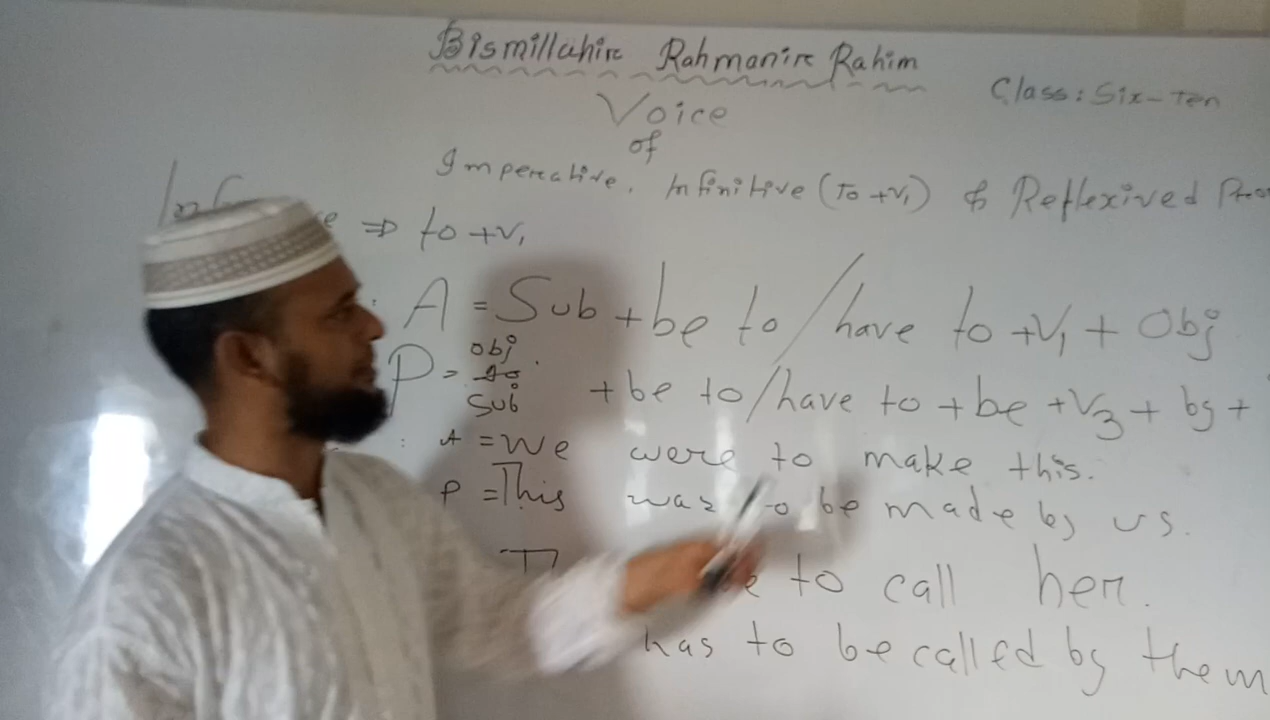 Bismillahir Rahmanir Rahim
Class: Six-Ten
Voice
of
Imperative, Infinitive (To +V1) & Reflexived
⇒ to +V1
A = Sub + be to / have to +V1 + Obj
P = obj sub + be to / have to + be +V3 + by +
A = We were to make this.
P = This was to be made by us.
to call her.
has to be called by them